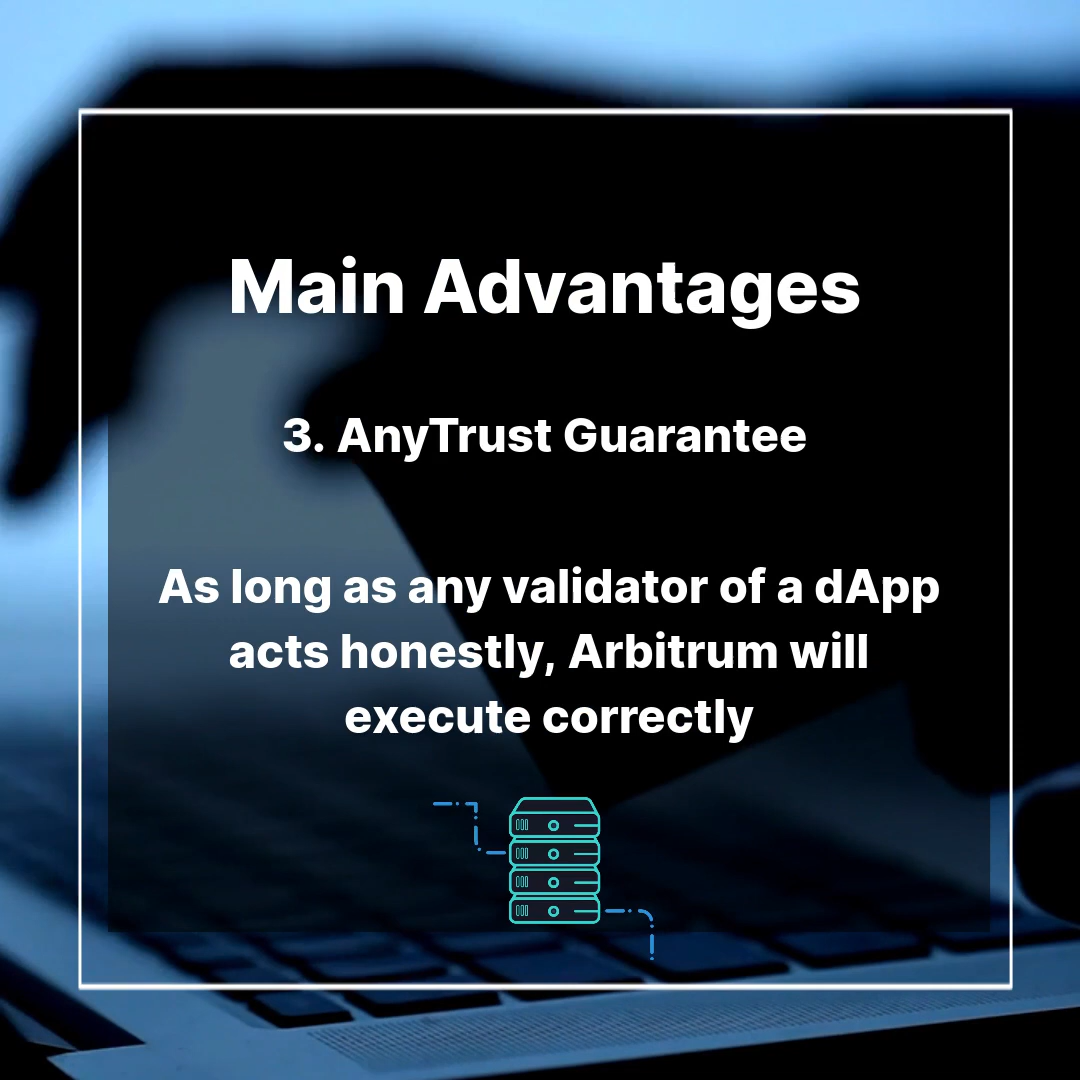 Main Advantages
3. AnyTrust Guarantee
As long as any validator of a dApp
acts honestly, Arbitrum will
execute correctly